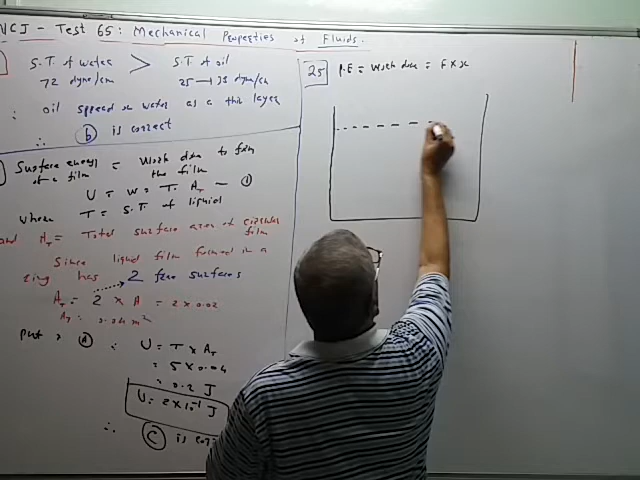 NCJ - Test 65: Mechanical Properties of Fluids.
S.T of water > S.T of oil
72 dyne/cm 25 → 35 dyne/cm
∴ oil spread on water as a thin layer
∴ (b) is correct
Surface energy of a film = Work done to form the film
U = W = T. A_T — ①
where T = S.T of liquid
and A_T = Total surface area of circular film
Since liquid film formed in a
ring has 2 free surfaces
A_T = 2 × A = 2 × 0.02
A_T = 0.04 m²
Put ∴ U = T × A_T
= 5 × 0.04
= 0.2 J
U = 2 × 10⁻¹ J
∴ (C) is
25 P.E = Work done = F × x